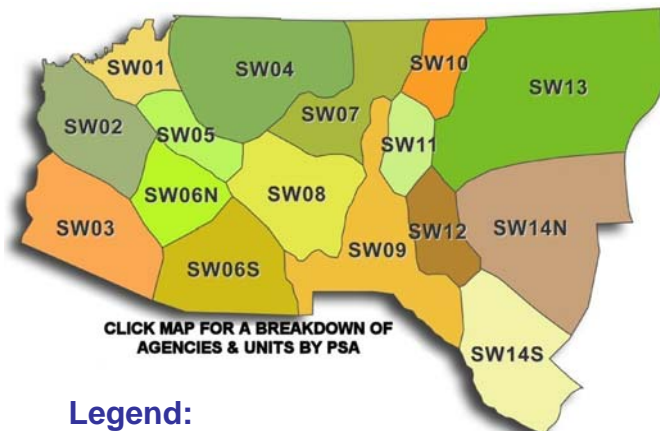 SW01
SW04
SW10
SW13
SW02
SW05
SW07
SW11
SW06N
SW08
SW03
SW12
SW14N
SW09
SW06S
CLICK MAP FOR A BREAKDOWN OF
AGENCIES & UNITS BY PSA
SW14S
Legend: